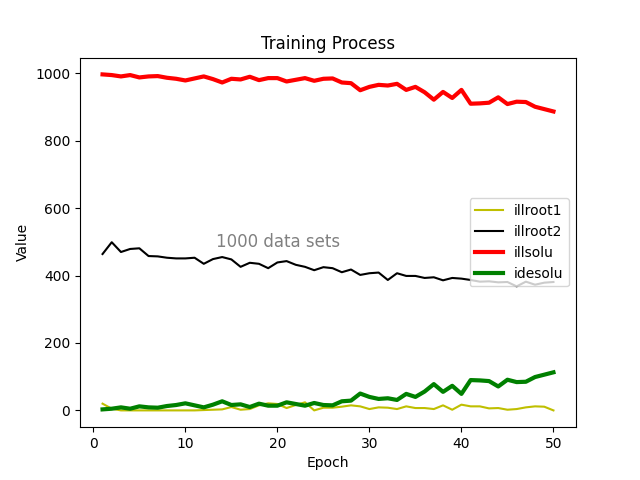 Training Process
1000
800
600
400
200
0
Value
1000 data sets
illroot1
illroot2
illsolu
idesolu
0 10 20 30 40 50
Epoch